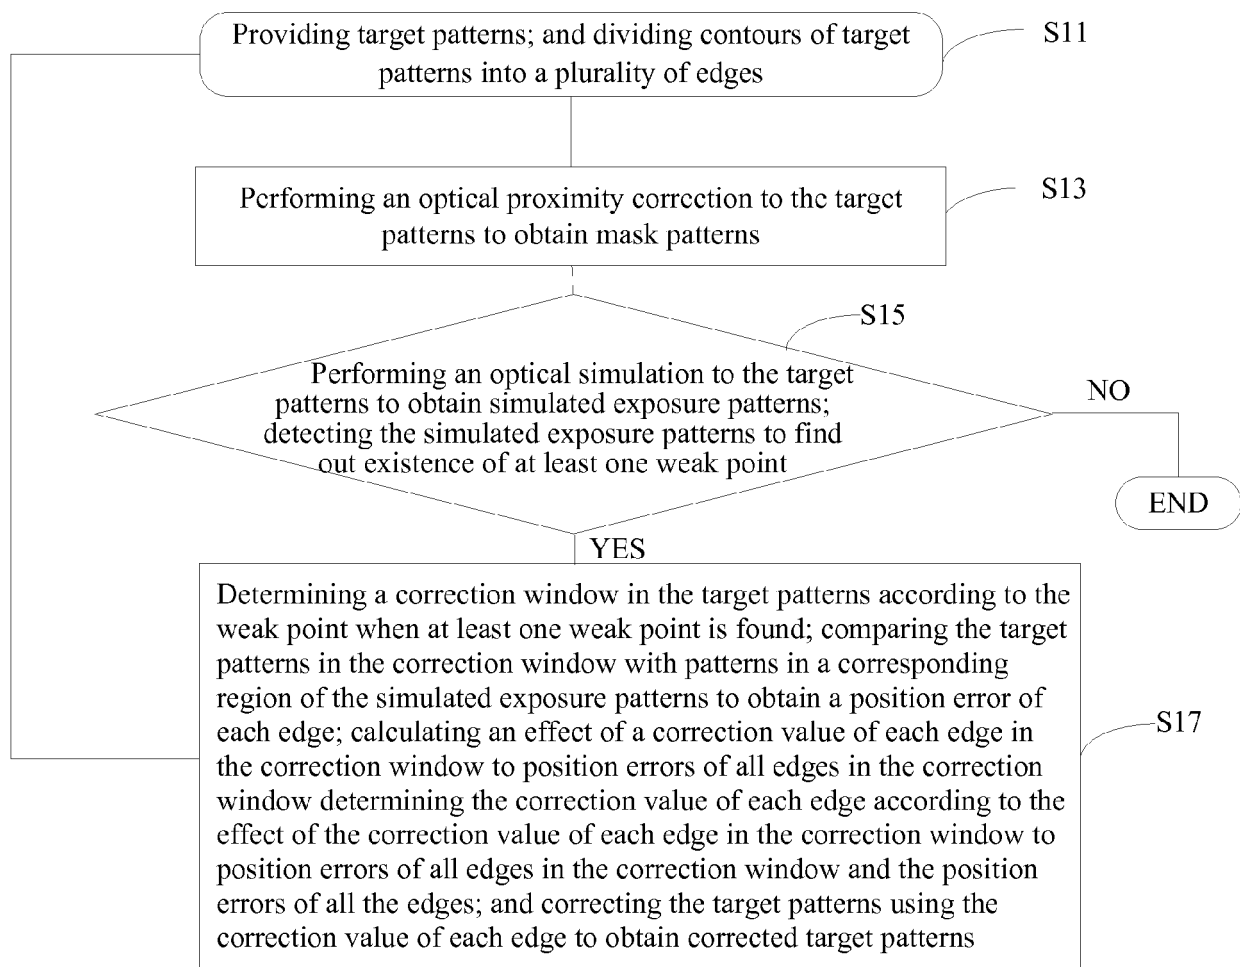 Providing target patterns; and dividing contours of target
patterns into a plurality of edges
S11
Performing an optical proximity correction to the target
patterns to obtain mask patterns
S13
S15
Performing an optical simulation to the target
patterns to obtain simulated exposure patterns;
detecting the simulated exposure patterns to find
out existence of at least one weak point
NO
END
YES
Determining a correction window in the target patterns according to the
weak point when at least one weak point is found; comparing the target
patterns in the correction window with patterns in a corresponding
region of the simulated exposure patterns to obtain a position error of
each edge; calculating an effect of a correction value of each edge in
the correction window to position errors of all edges in the correction
window determining the correction value of each edge according to the
effect of the correction value of each edge in the correction window to
position errors of all edges in the correction window and the position
errors of all the edges; and correcting the target patterns using the
correction value of each edge to obtain corrected target patterns
S17